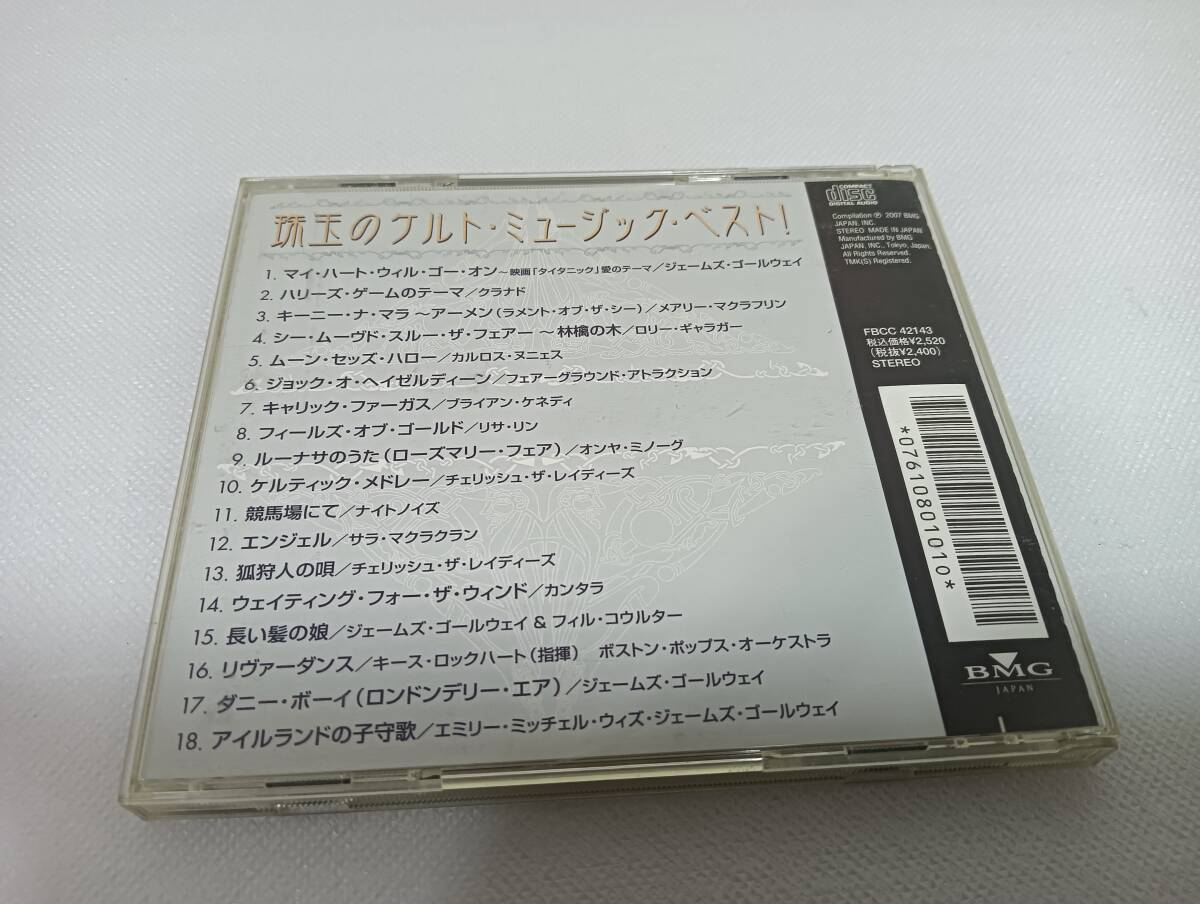 珠玉のケルト・ミュージック・ベスト!
1. マイ・ハート・ウィル・ゴー・オン～映画「タイタニック」愛のテーマ／ジェームズ・ゴールウェイ
2. ハリーズ・ゲームのテーマ／クラナド
3. キーニー・ナ・マラ ～アーメン(ラメント・オブ・ザ・シー)／メアリー・マクラフリン
4. シー・ムーヴド・スルー・ザ・フェアー ～林檎の木／ロリー・ギャラガー
5. ムーン・セッズ・ハロー／カルロス・ヌニェス
6. ジョック・オ・ヘイゼルディーン／フェアーグラウンド・アトラクション
7. キャリック・ファーガス／ブライアン・ケネディ
8. フィールズ・オブ・ゴールド／リサ・リン
9. ルーナサのうた(ローズマリー・フェア)／オンヤ・ミノーグ
10. ケルティック・メドレー／チェリッシュ・ザ・レイディーズ
11. 競馬場にて／ナイトノイズ
12. エンジェル／サラ・マクラクラン
13. 狐狩人の唄／チェリッシュ・ザ・レイディーズ
14. ウェイティング・フォー・ザ・ウィンド／カンタラ
15. 長い髪の娘／ジェームズ・ゴールウェイ & フィル・コウルター
16. リヴァーダンス／キース・ロックハート(指揮) ボストン・ポップス・オーケストラ
17. ダニー・ボーイ(ロンドンデリー・エア)／ジェームズ・ゴールウェイ
18. アイルランドの子守歌／エミリー・ミッチェル・ウィズ・ジェームズ・ゴールウェイ
COMPACT
disc
DIGITAL AUDIO
Compilation ℗ 2007 BMG
JAPAN, INC.
STEREO MADE IN JAPAN
Manufactured by BMG
JAPAN, INC., Tokyo, Japan.
All Rights Reserved.
TMK(S) Registered.
FBCC 42143
税込価格¥2,520
(税抜¥2,400)
STEREO
*0761080101010*
BMG
JAPAN